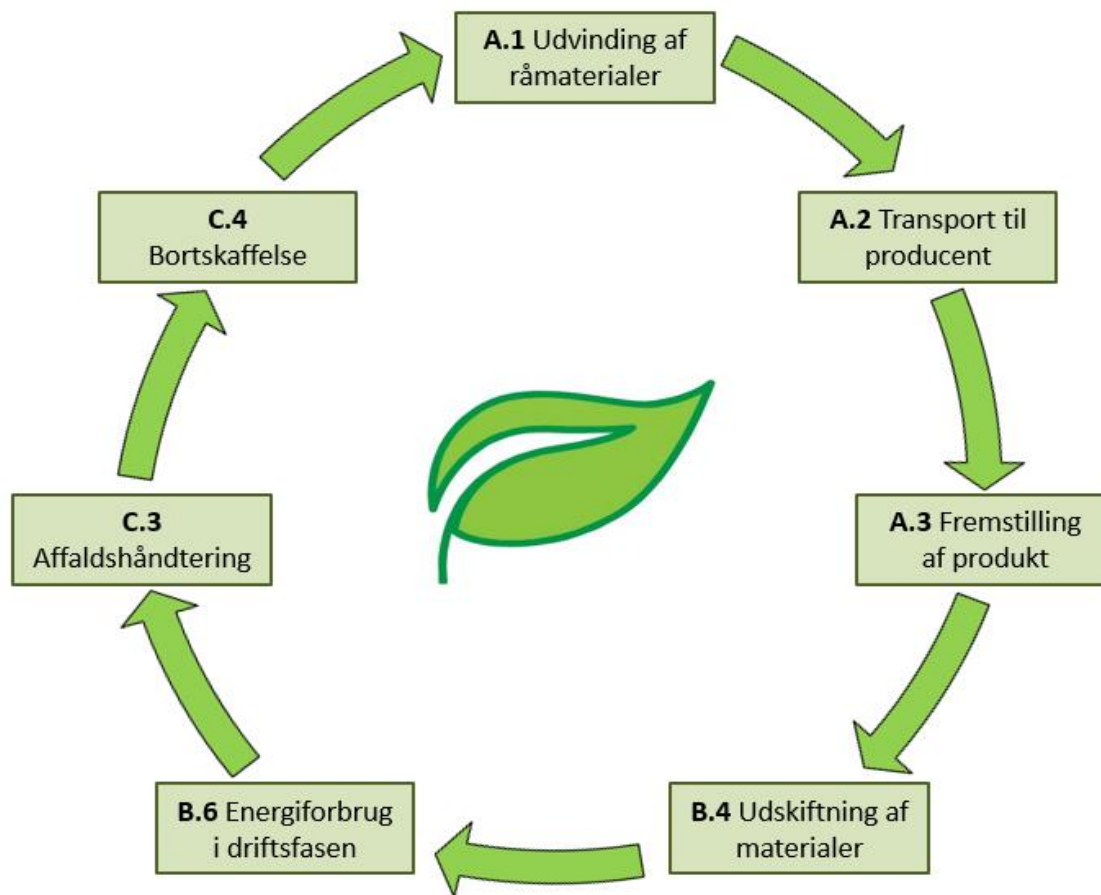 A.1 Udvinding af
råmaterialer
A.2 Transport til
producent
A.3 Fremstilling
af produkt
B.4 Udskiftning af
materialer
B.6 Energiforbrug
i driftsfasen
C.3
Affaldshåndtering
C.4
Bortskaffelse